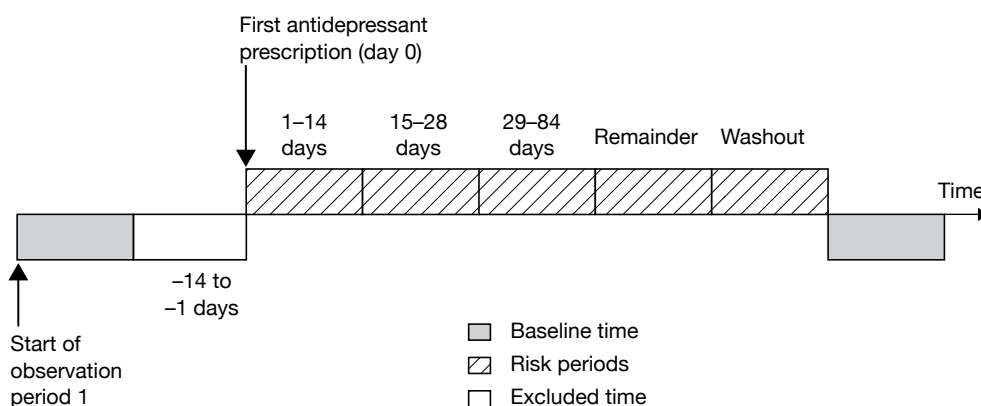 First antidepressant
prescription (day 0)
1–14
days
15–28
days
29–84
days
Remainder
Washout
Time
–14 to
–1 days
Start of
observation
period 1
Baseline time
Risk periods
Excluded time